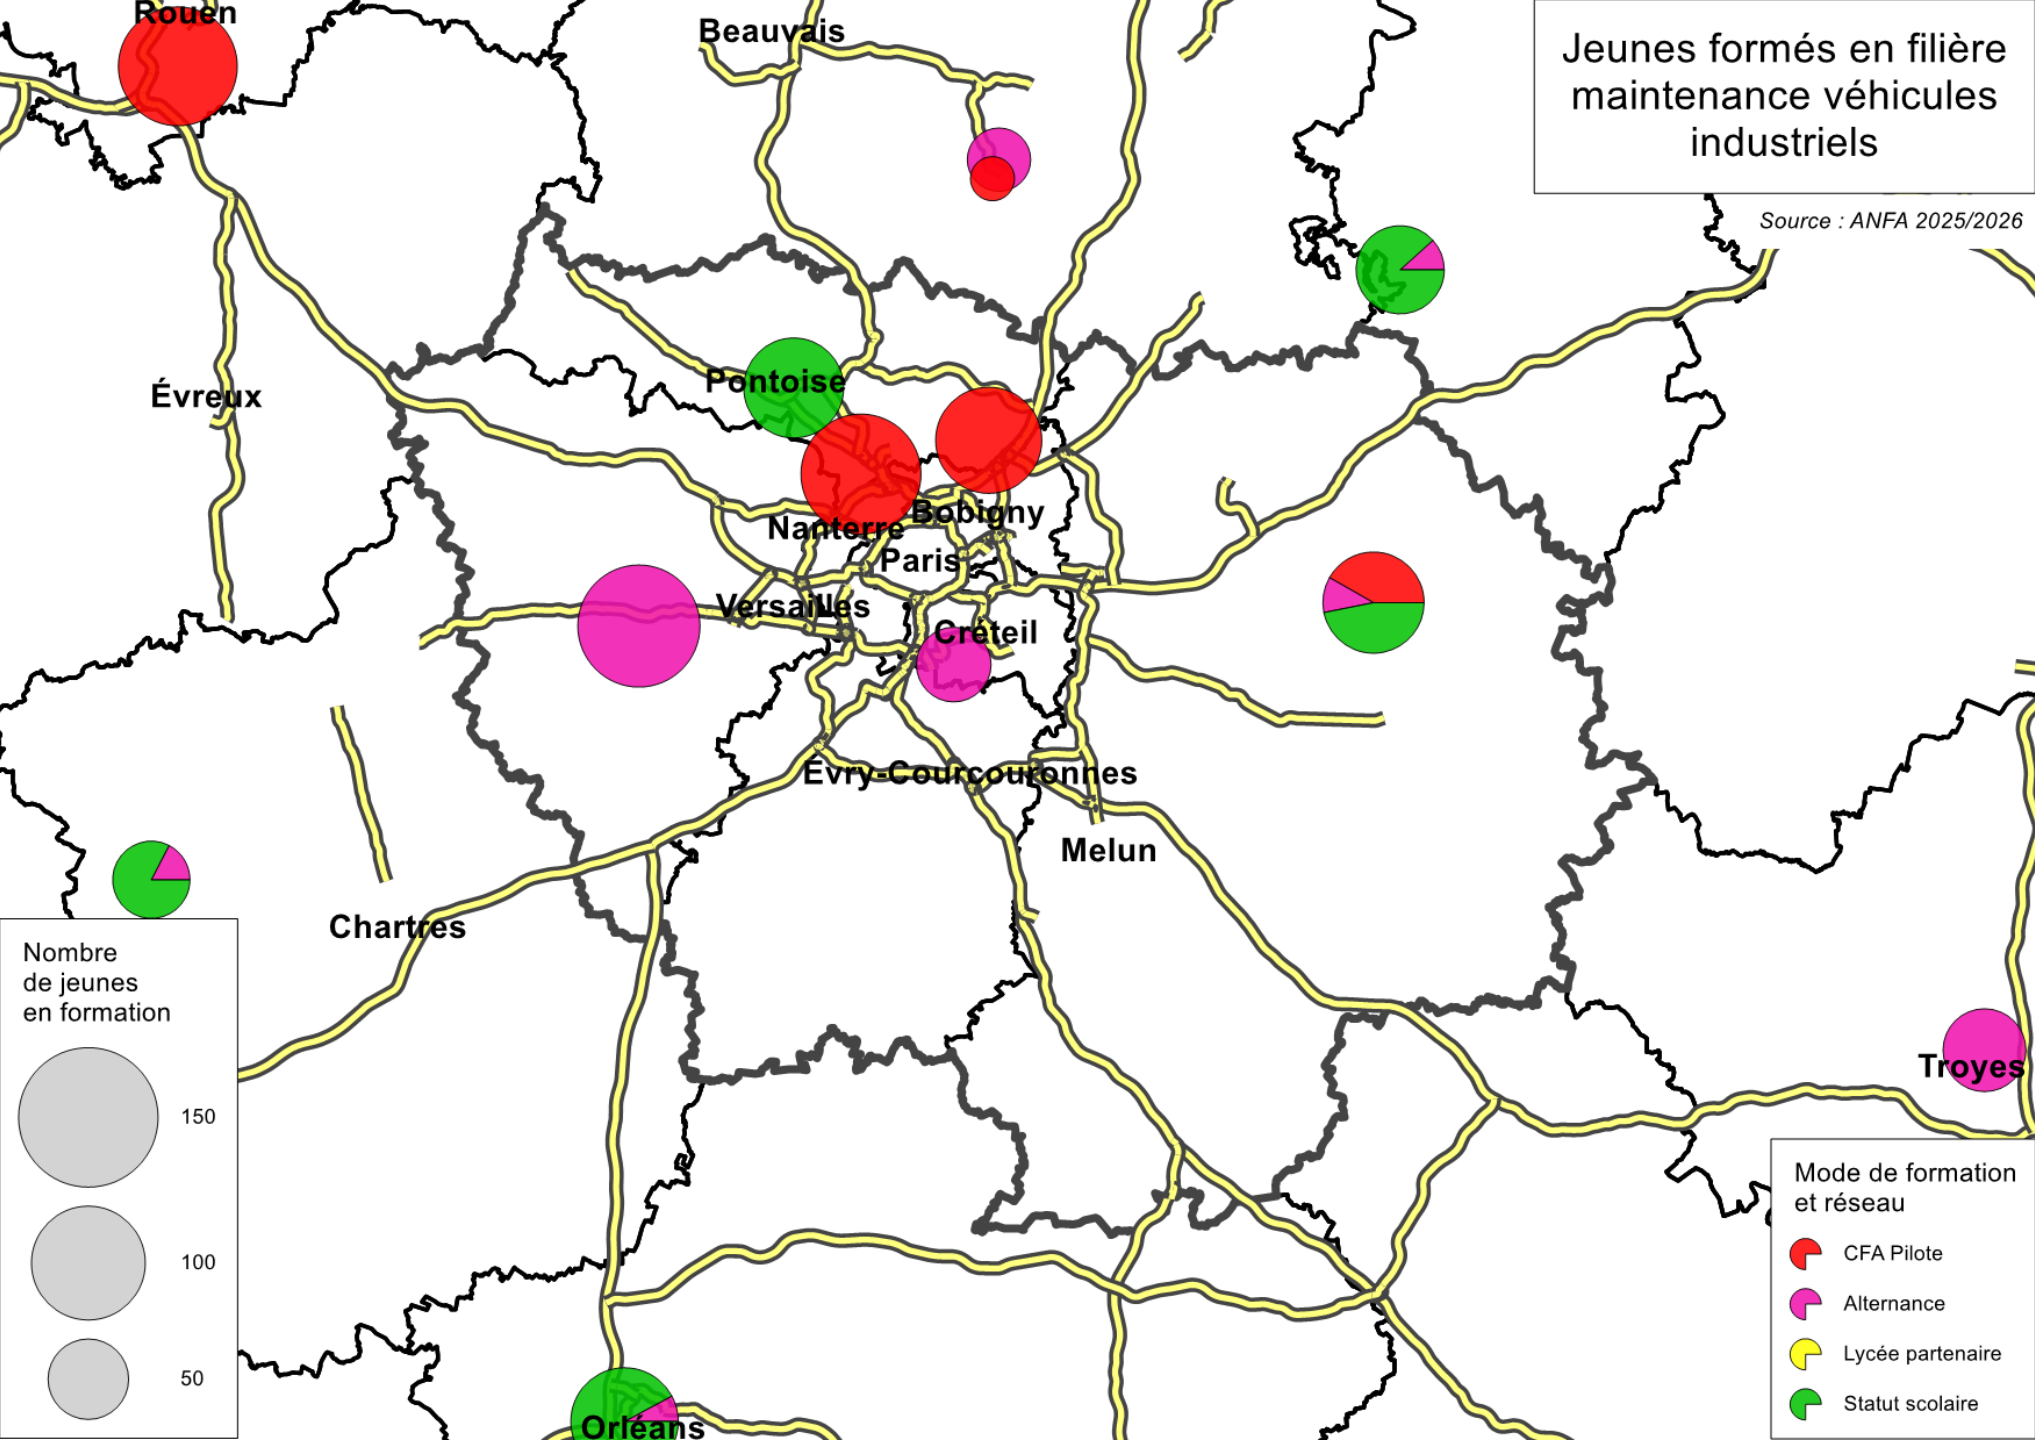 Rouen
Beauvais
Jeunes formés en filière
maintenance véhicules
industriels
Source : ANFA 2025/2026
Pontoise
Évreux
Bobigny
Nanterre
Paris
Versailles
Créteil
Évry-Courcouronnes
Melun
Chartres
Troyes
Orléans
Nombre
de jeunes
en formation
150
100
50
Mode de formation
et réseau
CFA Pilote
Alternance
Lycée partenaire
Statut scolaire